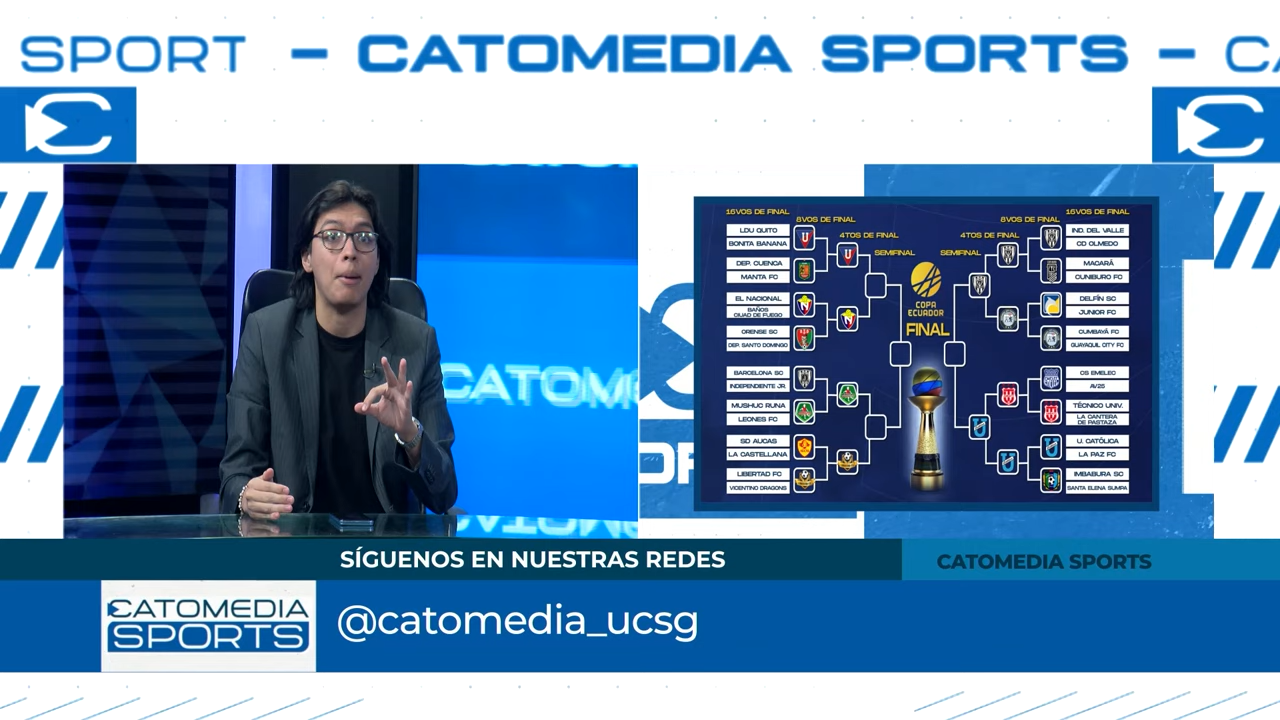 SPORT - CATOMEDIA SPORTS - CA
CATOMEDIA
16VOS DE FINAL
8VOS DE FINAL
4TOS DE FINAL
SEMIFINAL
LDU QUITO
BONITA BANANA
DEP. CUENCA
MANTA FC
EL NACIONAL
BAÑOS
CIUAD DE FUEGO
ORENSE SC
DEP. SANTO DOMINGO
BARCELONA SC
INDEPENDIENTE JR.
MUSHUC RUNA
LEONES FC
SD AUCAS
LA CASTELLANA
LIBERTAD FC
VICENTINO DRAGONS
COPA
ECUADOR
FINAL
16VOS DE FINAL
8VOS DE FINAL
4TOS DE FINAL
SEMIFINAL
IND. DEL VALLE
CD OLMEDO
MACARÁ
CUNIBURO FC
DELFÍN SC
JUNIOR FC
CUMBAYÁ FC
GUAYAQUIL CITY FC
CS EMELEC
AV25
TÉCNICO UNIV.
LA CANTERA
DE PASTAZA
U. CATÓLICA
LA PAZ FC
IMBABURA SC
SANTA ELENA SUMPA
SÍGUENOS EN NUESTRAS REDES
CATOMEDIA SPORTS
CATOMEDIA
SPORTS
@catomedia_ucsg